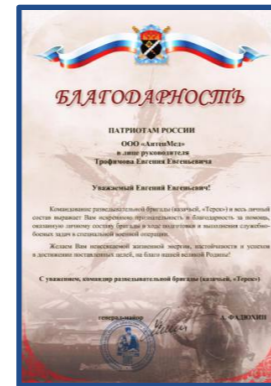 БЛАГОДАРНОСТЬ
ПАТРИОТАМ РОССИИ
ООО «АнтенМед»
в лице руководителя
Трофимова Евгения Евгеньевича
Уважаемый Евгений Евгеньевич!
Командование разведывательной бригады (казачьей, «Терек») и весь личный
состав выражает Вам искреннюю признательность и благодарность за помощь,
оказанную личному составу бригады в ходе подготовки и выполнения служебно-
боевых задач в специальной военной операции.
Желаем Вам неиссякаемой жизненной энергии, настойчивости и успехов
в достижении поставленных целей, на благо нашей великой Родины!
С уважением, командир разведывательной бригады (казачьей, «Терек»)
генерал-майор А. ФАДЮХИН